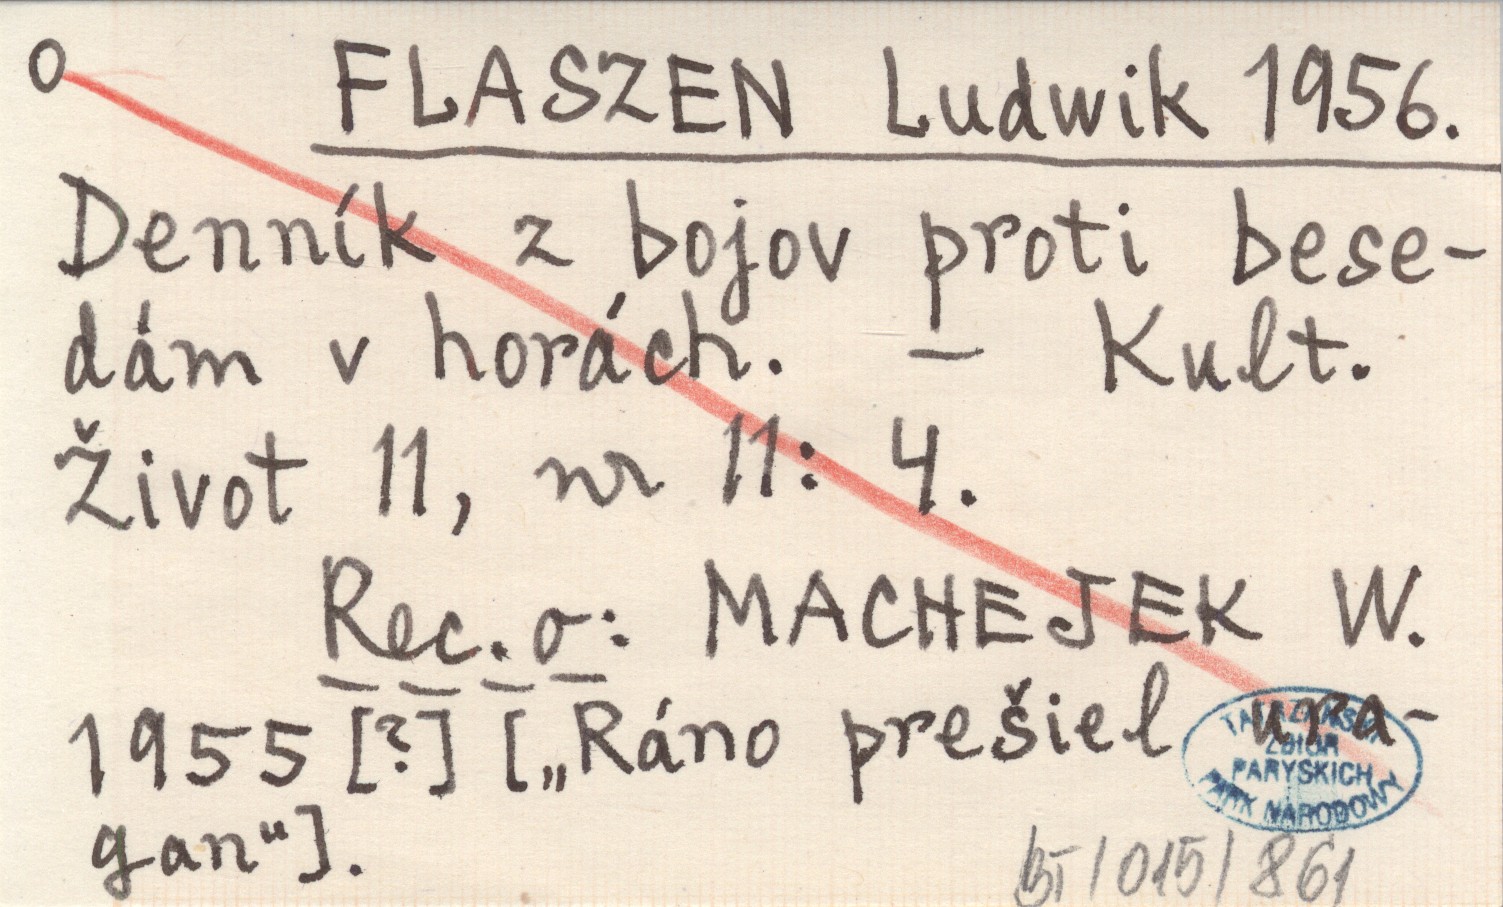 O FLASZEN Ludwik 1956.
Denník z bojov proti bese-
dám v horách. — Kult.
Život 11, nr 11: 4.
Rec. o: MACHEJEK W.
1955 [?] ["Ráno prešiel ura-
gan"].
TATRZAŃSKI
ZBIÓR
PARYSKICH
PARK NARODOWY
BT/015/861